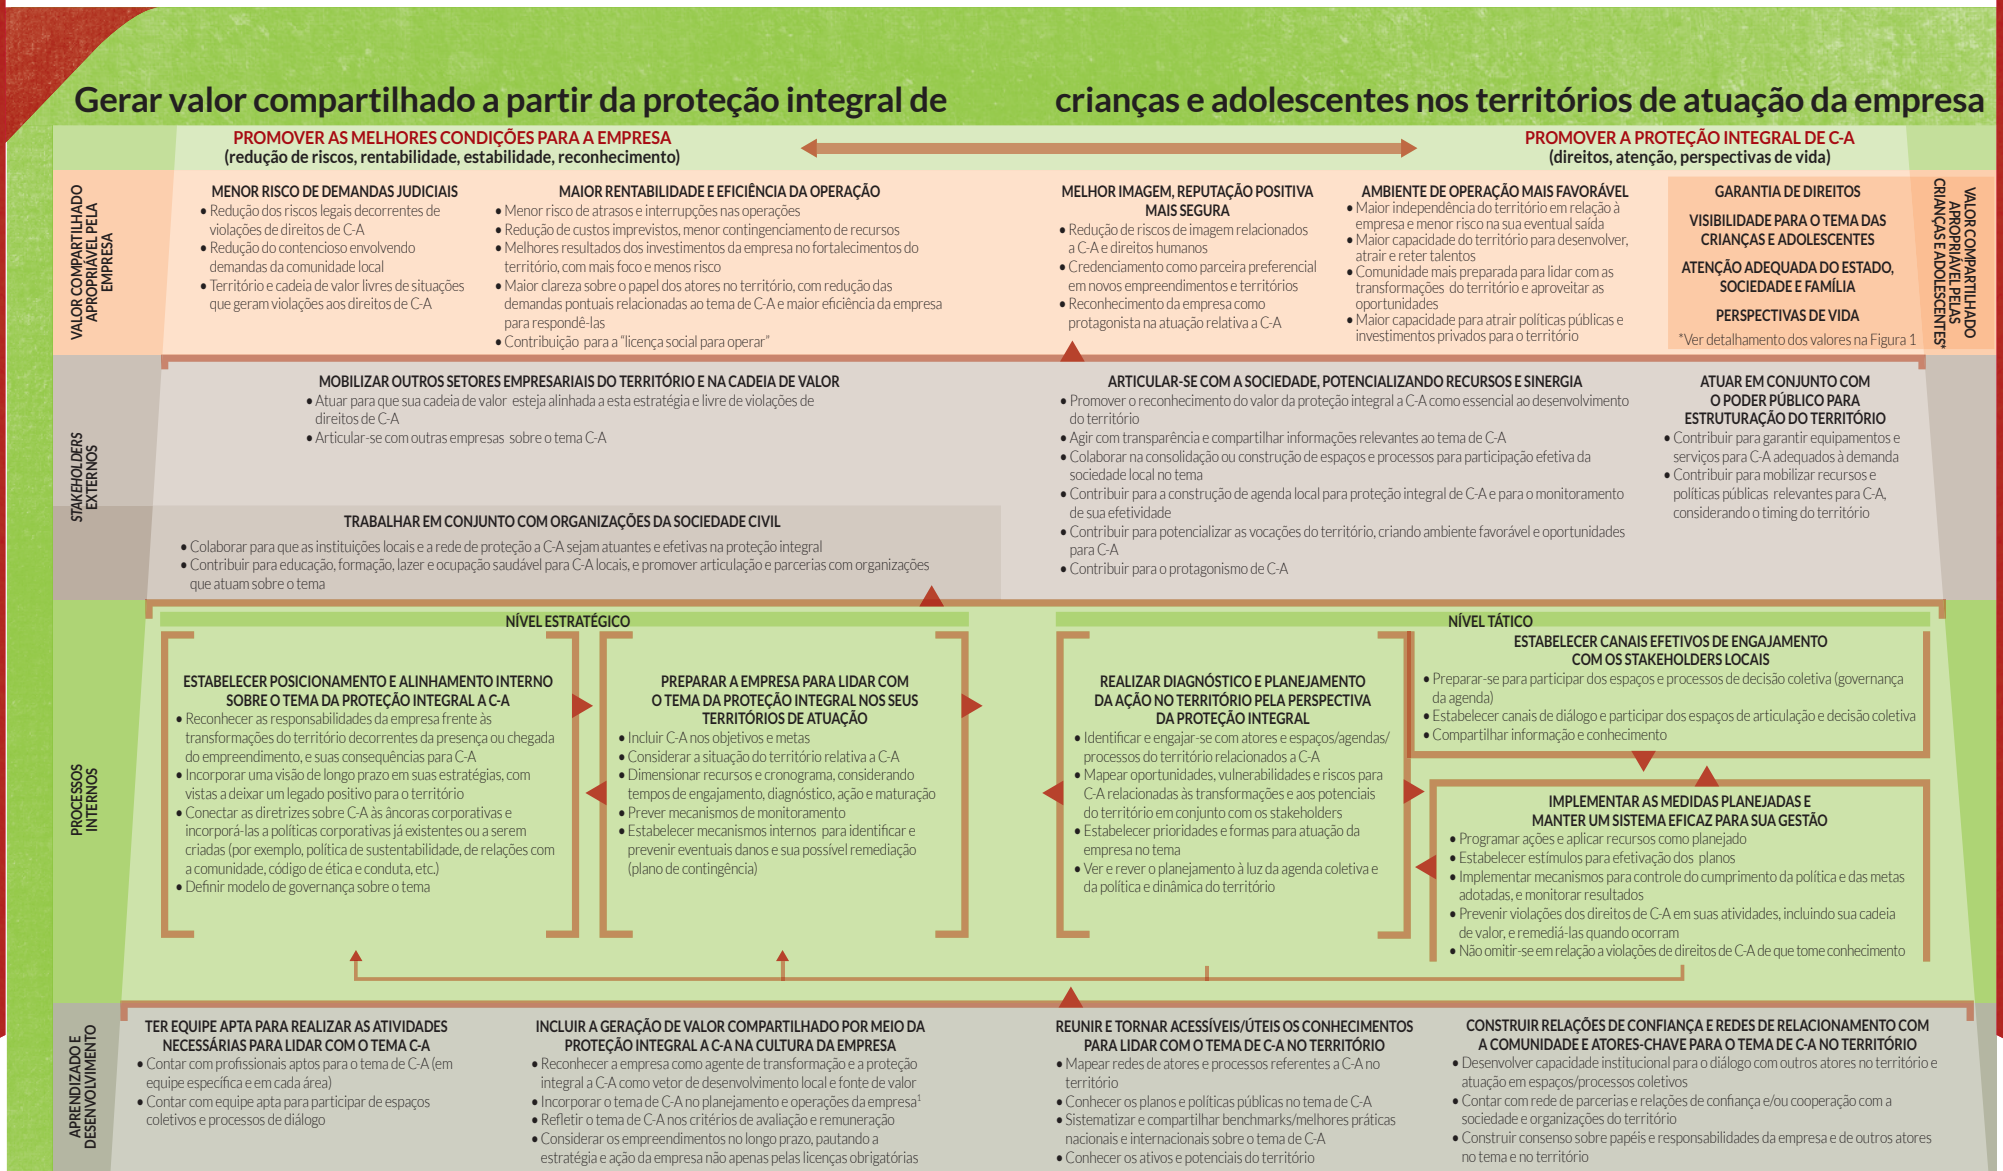 Gerar valor compartilhado a partir da proteção integral de crianças e adolescentes nos territórios de atuação da empresa
PROMOVER AS MELHORES CONDIÇÕES PARA A EMPRESA
(redução de riscos, rentabilidade, estabilidade, reconhecimento)
PROMOVER A PROTEÇÃO INTEGRAL DE C-A
(direitos, atenção, perspectivas de vida)
VALOR COMPARTILHADO
APROPRIÁVEL PELA
EMPRESA
MENOR RISCO DE DEMANDAS JUDICIAIS
• Redução dos riscos legais decorrentes de
violações de direitos de C-A
• Redução do contencioso envolvendo
demandas da comunidade local
• Território e cadeia de valor livres de situações
que geram violações aos direitos de C-A
MAIOR RENTABILIDADE E EFICIÊNCIA DA OPERAÇÃO
• Menor risco de atrasos e interrupções nas operações
• Redução de custos imprevistos, menor contingenciamento de recursos
• Melhores resultados dos investimentos da empresa no fortalecimentos do
território, com mais foco e menos risco
• Maior clareza sobre o papel dos atores no território, com redução das
demandas pontuais relacionadas ao tema de C-A e maior eficiência da empresa
para respondê-las
• Contribuição para a “licença social para operar”
MELHOR IMAGEM, REPUTAÇÃO POSITIVA
MAIS SEGURA
• Redução de riscos de imagem relacionados
a C-A e direitos humanos
• Credenciamento como parceira preferencial
em novos empreendimentos e territórios
• Reconhecimento da empresa como
protagonista na atuação relativa a C-A
AMBIENTE DE OPERAÇÃO MAIS FAVORÁVEL
• Maior independência do território em relação à
empresa e menor risco na sua eventual saída
• Maior capacidade do território para desenvolver,
atrair e reter talentos
• Comunidade mais preparada para lidar com as
transformações do território e aproveitar as
oportunidades
• Maior capacidade para atrair políticas públicas e
investimentos privados para o território
GARANTIA DE DIREITOS
VISIBILIDADE PARA O TEMA DAS
CRIANÇAS E ADOLESCENTES
ATENÇÃO ADEQUADA DO ESTADO,
SOCIEDADE E FAMÍLIA
PERSPECTIVAS DE VIDA
*Ver detalhamento dos valores na Figura 1
VALOR COMPARTILHADO
APROPRIÁVEL PELAS
CRIANÇAS E ADOLESCENTES*
STAKEHOLDERS
EXTERNOS
MOBILIZAR OUTROS SETORES EMPRESARIAIS DO TERRITÓRIO E NA CADEIA DE VALOR
• Atuar para que sua cadeia de valor esteja alinhada a esta estratégia e livre de violações de
direitos de C-A
• Articular-se com outras empresas sobre o tema C-A
TRABALHAR EM CONJUNTO COM ORGANIZAÇÕES DA SOCIEDADE CIVIL
• Colaborar para que as instituições locais e a rede de proteção a C-A sejam atuantes e efetivas na proteção integral
• Contribuir para educação, formação, lazer e ocupação saudável para C-A locais, e promover articulação e parcerias com organizações
que atuam sobre o tema
ARTICULAR-SE COM A SOCIEDADE, POTENCIALIZANDO RECURSOS E SINERGIA
• Promover o reconhecimento do valor da proteção integral a C-A como essencial ao desenvolvimento
do território
• Agir com transparência e compartilhar informações relevantes ao tema de C-A
• Colaborar na consolidação ou construção de espaços e processos para participação efetiva da
sociedade local no tema
• Contribuir para a construção de agenda local para proteção integral de C-A e para o monitoramento
de sua efetividade
• Contribuir para potencializar as vocações do território, criando ambiente favorável e oportunidades
para C-A
• Contribuir para o protagonismo de C-A
ATUAR EM CONJUNTO COM
O PODER PÚBLICO PARA
ESTRUTURAÇÃO DO TERRITÓRIO
• Contribuir para garantir equipamentos e
serviços para C-A adequados à demanda
• Contribuir para mobilizar recursos e
políticas públicas relevantes para C-A,
considerando o timing do território
PROCESSOS
INTERNOS
NÍVEL ESTRATÉGICO
ESTABELECER POSICIONAMENTO E ALINHAMENTO INTERNO
SOBRE O TEMA DA PROTEÇÃO INTEGRAL A C-A
• Reconhecer as responsabilidades da empresa frente às
transformações do território decorrentes da presença ou chegada
do empreendimento, e suas consequências para C-A
• Incorporar uma visão de longo prazo em suas estratégias, com
vistas a deixar um legado positivo para o território
• Conectar as diretrizes sobre C-A às âncoras corporativas e
incorporá-las a políticas corporativas já existentes ou a serem
criadas (por exemplo, política de sustentabilidade, de relações com
a comunidade, código de ética e conduta, etc.)
• Definir modelo de governança sobre o tema
PREPARAR A EMPRESA PARA LIDAR COM
O TEMA DA PROTEÇÃO INTEGRAL NOS SEUS
TERRITÓRIOS DE ATUAÇÃO
• Incluir C-A nos objetivos e metas
• Considerar a situação do território relativa a C-A
• Dimensionar recursos e cronograma, considerando
tempos de engajamento, diagnóstico, ação e maturação
• Prever mecanismos de monitoramento
• Estabelecer mecanismos internos para identificar e
prevenir eventuais danos e sua possível remediação
(plano de contingência)
NÍVEL TÁTICO
REALIZAR DIAGNÓSTICO E PLANEJAMENTO
DA AÇÃO NO TERRITÓRIO PELA PERSPECTIVA
DA PROTEÇÃO INTEGRAL
• Identificar e engajar-se com atores e espaços/agendas/
processos do território relacionados a C-A
• Mapear oportunidades, vulnerabilidades e riscos para
C-A relacionadas às transformações e aos potenciais
do território em conjunto com os stakeholders
• Estabelecer prioridades e formas para atuação da
empresa no tema
• Ver e rever o planejamento à luz da agenda coletiva e
da política e dinâmica do território
ESTABELECER CANAIS EFETIVOS DE ENGAJAMENTO
COM OS STAKEHOLDERS LOCAIS
• Preparar-se para participar dos espaços e processos de decisão coletiva (governança
da agenda)
• Estabelecer canais de diálogo e participar dos espaços de articulação e decisão coletiva
• Compartilhar informação e conhecimento
IMPLEMENTAR AS MEDIDAS PLANEJADAS E
MANTER UM SISTEMA EFICAZ PARA SUA GESTÃO
• Programar ações e aplicar recursos como planejado
• Estabelecer estímulos para efetivação dos planos
• Implementar mecanismos para controle do cumprimento da política e das metas
adotadas, e monitorar resultados
• Prevenir violações dos direitos de C-A em suas atividades, incluindo sua cadeia
de valor, e remediá-las quando ocorram
• Não omitir-se em relação a violações de direitos de C-A de que tome conhecimento
APRENDIZADO E
DESENVOLVIMENTO
TER EQUIPE APTA PARA REALIZAR AS ATIVIDADES
NECESSÁRIAS PARA LIDAR COM O TEMA C-A
• Contar com profissionais aptos para o tema de C-A (em
equipe específica e em cada área)
• Contar com equipe apta para participar de espaços
coletivos e processos de diálogo
INCLUIR A GERAÇÃO DE VALOR COMPARTILHADO POR MEIO DA
PROTEÇÃO INTEGRAL A C-A NA CULTURA DA EMPRESA
• Reconhecer a empresa como agente de transformação e a proteção
integral a C-A como vetor de desenvolvimento local e fonte de valor
• Incorporar o tema de C-A no planejamento e operações da empresa¹
• Refletir o tema de C-A nos critérios de avaliação e remuneração
• Considerar os empreendimentos no longo prazo, pautando a
estratégia e ação da empresa não apenas pelas licenças obrigatórias
REUNIR E TORNAR ACESSÍVEIS/ÚTEIS OS CONHECIMENTOS
PARA LIDAR COM O TEMA DE C-A NO TERRITÓRIO
• Mapear redes de atores e processos referentes a C-A no
território
• Conhecer os planos e políticas públicas no tema de C-A
• Sistematizar e compartilhar benchmarks/melhores práticas
nacionais e internacionais sobre o tema de C-A
• Conhecer os ativos e potenciais do território
CONSTRUIR RELAÇÕES DE CONFIANÇA E REDES DE RELACIONAMENTO COM
A COMUNIDADE E ATORES-CHAVE PARA O TEMA DE C-A NO TERRITÓRIO
• Desenvolver capacidade institucional para o diálogo com outros atores no território e
atuação em espaços/processos coletivos
• Contar com rede de parcerias e relações de confiança e/ou cooperação com a
sociedade e organizações do território
• Construir consenso sobre papéis e responsabilidades da empresa e de outros atores
no tema e no território